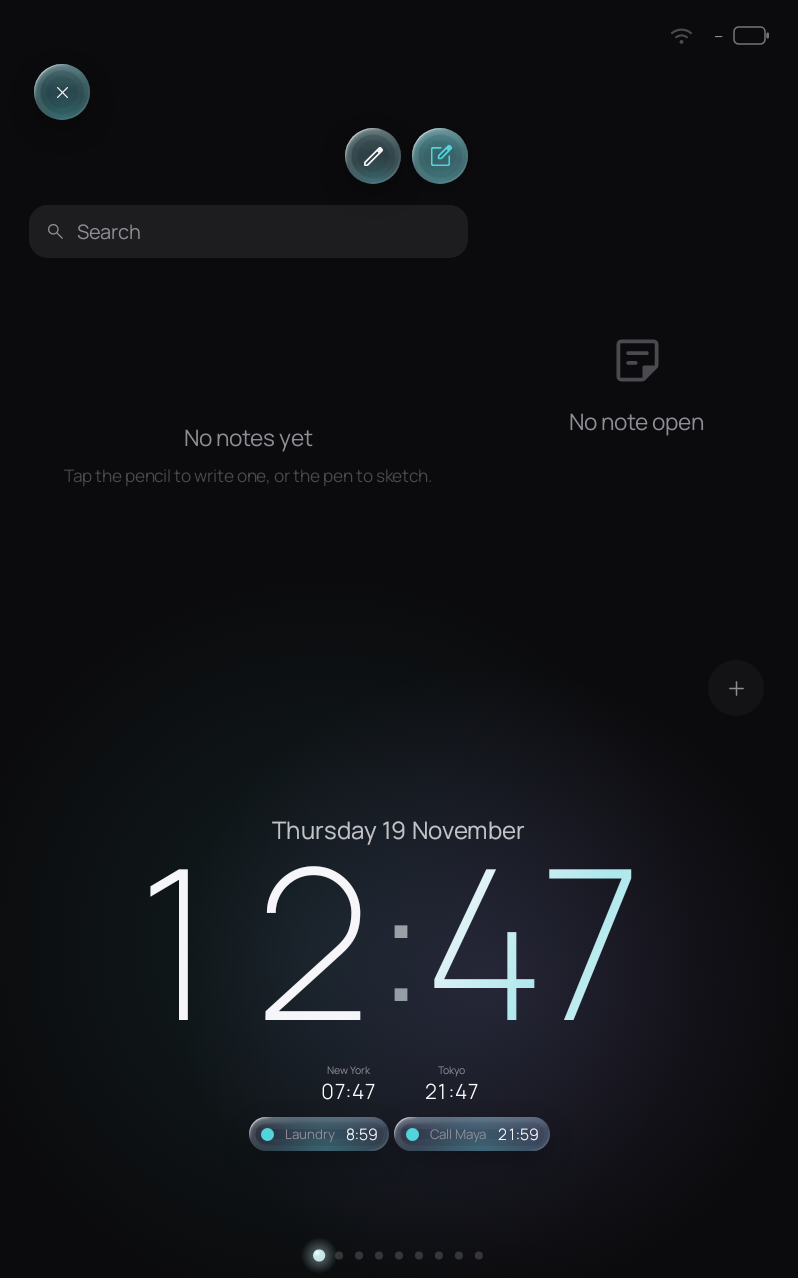 –
Search
No note open
No notes yet
Tap the pencil to write one, or the pen to sketch.
Thursday 19 November
12:47
New York Tokyo
07:47 21:47
Laundry 8:59 Call Maya 21:59